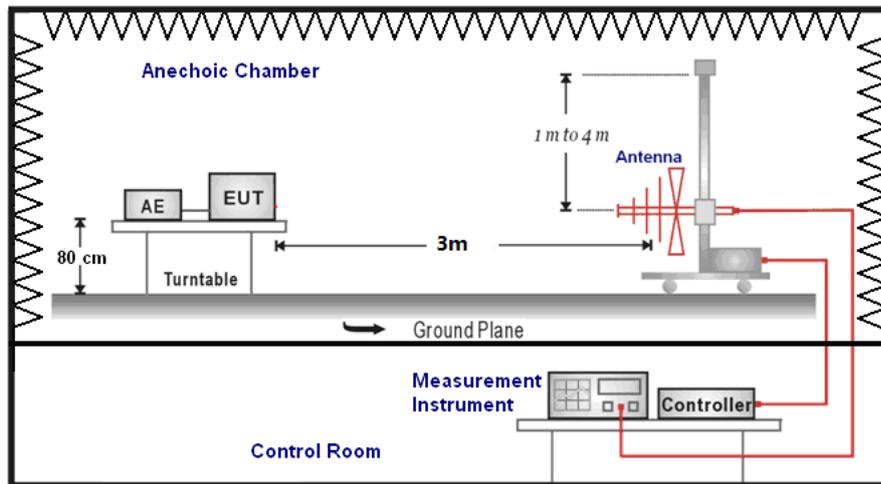 Anechoic Chamber
1 m to 4 m
Antenna
AE
EUT
3m
80 cm
Turntable
Ground Plane
Measurement
Instrument
Controller
Control Room